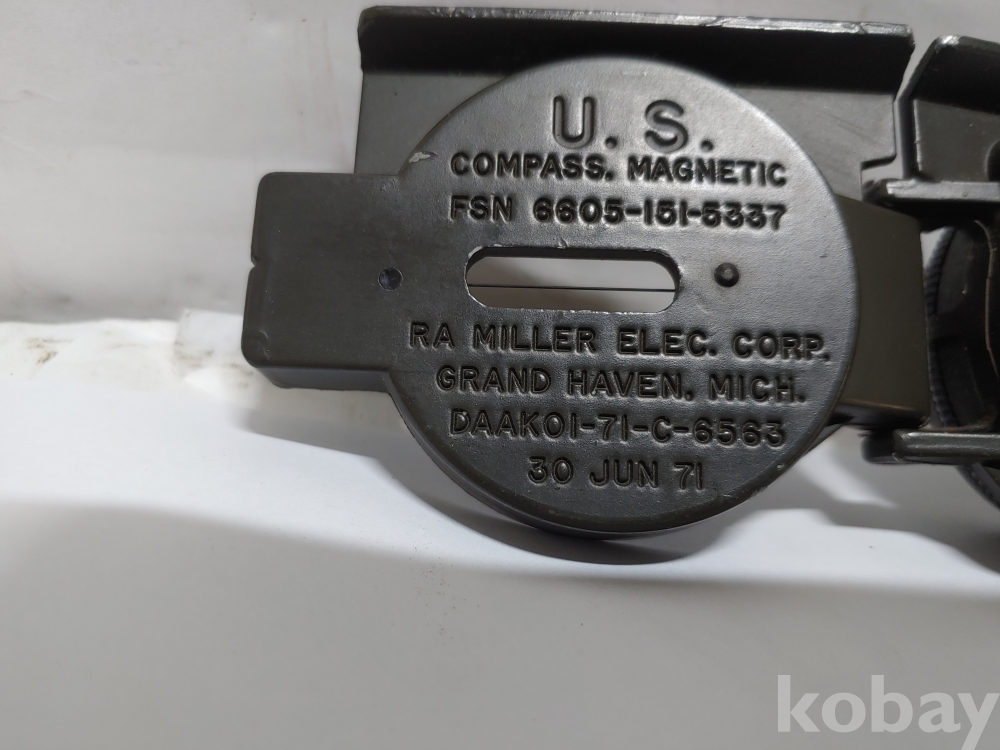 U. S.
COMPASS. MAGNETIC
FSN 6605-151-5337
RA MILLER ELEC. CORP.
GRAND HAVEN. MICH.
DAAK01-71-C-6563
30 JUN 71
kobay